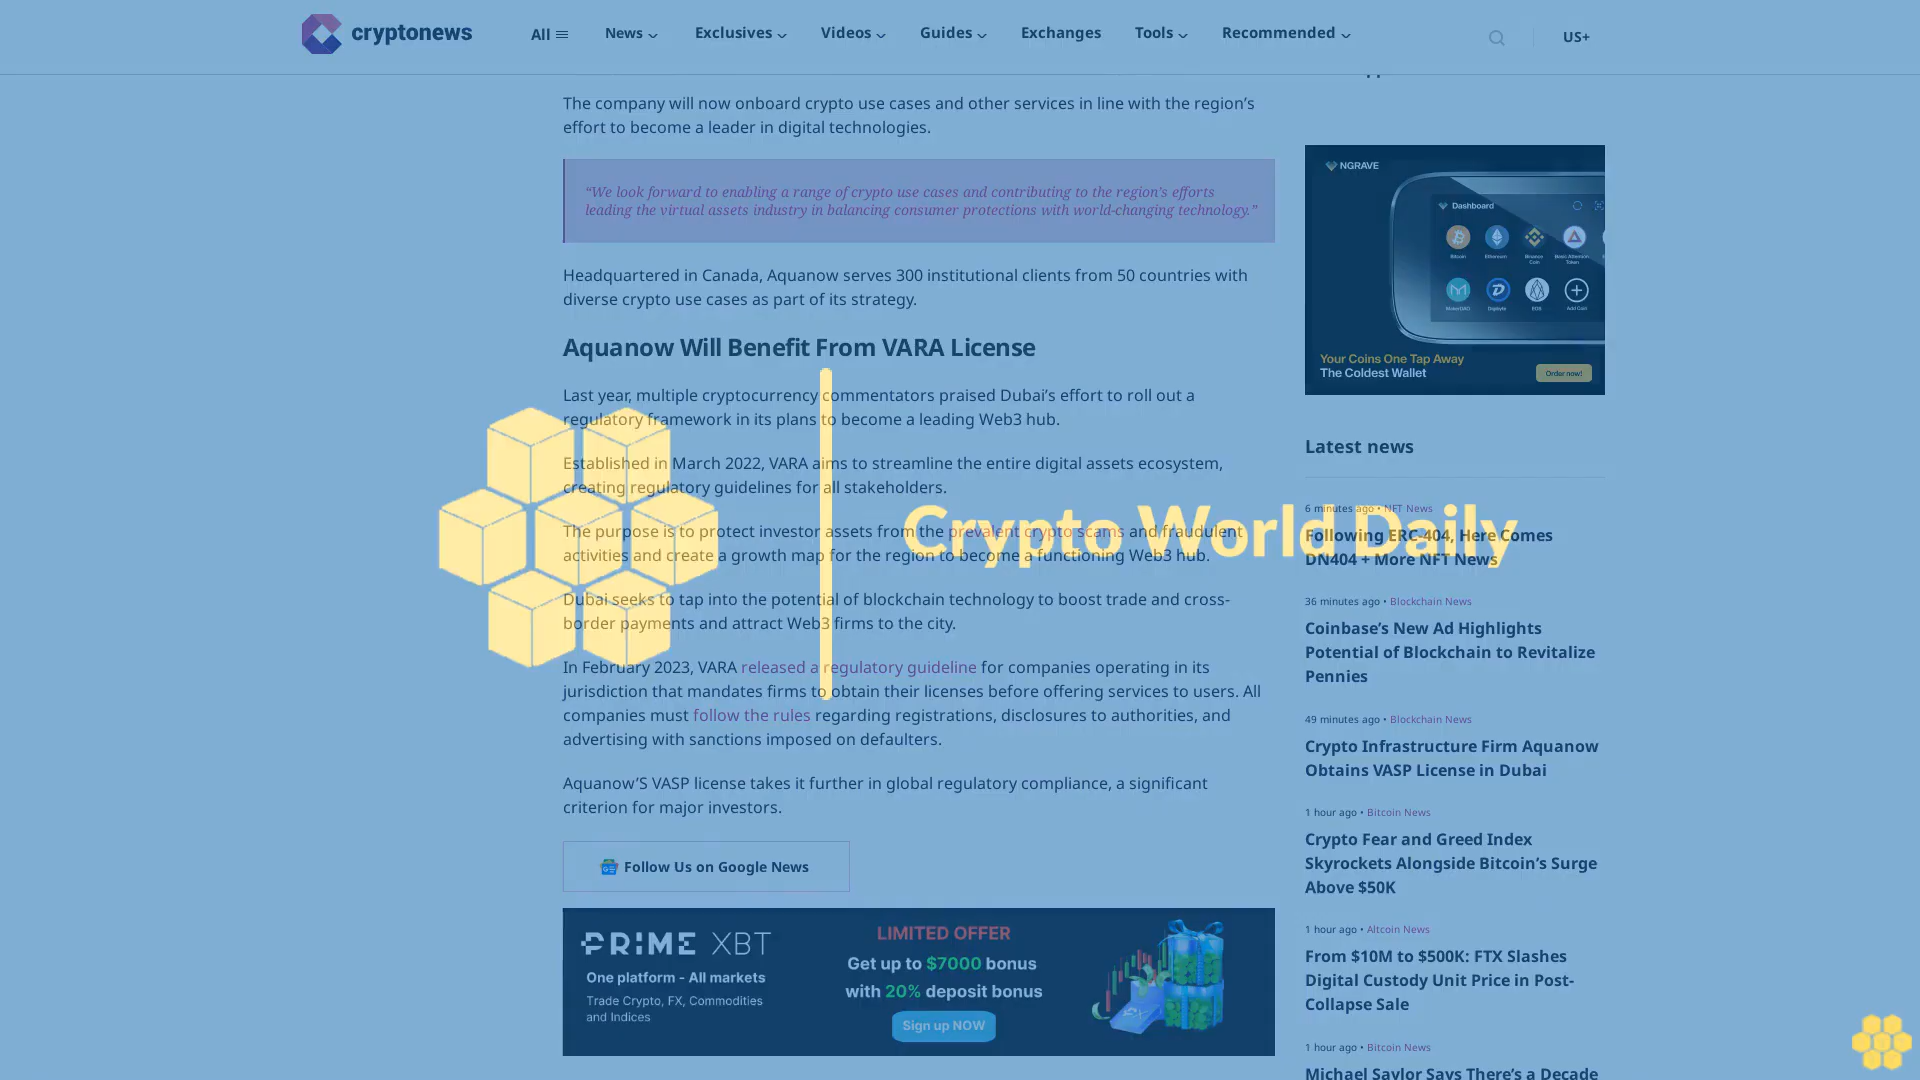 cryptonews
All
News
Exclusives
Videos
Guides
Exchanges
Tools
Recommended
US+
The company will now onboard crypto use cases and other services in line with the region’s
effort to become a leader in digital technologies.
“We look forward to enabling a range of crypto use cases and contributing to the region’s efforts
leading the virtual assets industry in balancing consumer protections with world-changing technology.”
Headquartered in Canada, Aquanow serves 300 institutional clients from 50 countries with
diverse crypto use cases as part of its strategy.
Aquanow Will Benefit From VARA License
Last year, multiple cryptocurrency commentators praised Dubai’s effort to roll out a
regulatory framework in its plans to become a leading Web3 hub.
Established in March 2022, VARA aims to streamline the entire digital assets ecosystem,
creating regulatory guidelines for all stakeholders.
The purpose is to protect investor assets from the prevalent crypto scams and fraudulent
activities and create a growth map for the region to become a functioning Web3 hub.
Dubai seeks to tap into the potential of blockchain technology to boost trade and cross-
border payments and attract Web3 firms to the city.
In February 2023, VARA released a regulatory guideline for companies operating in its
jurisdiction that mandates firms to obtain their licenses before offering services to users. All
companies must follow the rules regarding registrations, disclosures to authorities, and
advertising with sanctions imposed on defaulters.
Aquanow’S VASP license takes it further in global regulatory compliance, a significant
criterion for major investors.
Follow Us on Google News
PRIME XBT
One platform - All markets
Trade Crypto, FX, Commodities
and Indices
LIMITED OFFER
Get up to $7000 bonus
with 20% deposit bonus
Sign up NOW
Crypto World Daily
NGRAVE
Dashboard
Bitcoin
Ethereum
Binance
Coin
Basic Attention
Token
MakerDAO
Digibyte
EOS
Add Coin
Your Coins One Tap Away
The Coldest Wallet
Order now!
Latest news
6 minutes ago • NFT News
Following ERC-404, Here Comes
DN404 + More NFT News
36 minutes ago • Blockchain News
Coinbase’s New Ad Highlights
Potential of Blockchain to Revitalize
Pennies
49 minutes ago • Blockchain News
Crypto Infrastructure Firm Aquanow
Obtains VASP License in Dubai
1 hour ago • Bitcoin News
Crypto Fear and Greed Index
Skyrockets Alongside Bitcoin’s Surge
Above $50K
1 hour ago • Altcoin News
From $10M to $500K: FTX Slashes
Digital Custody Unit Price in Post-
Collapse Sale
1 hour ago • Bitcoin News
Michael Saylor Says There’s a Decade